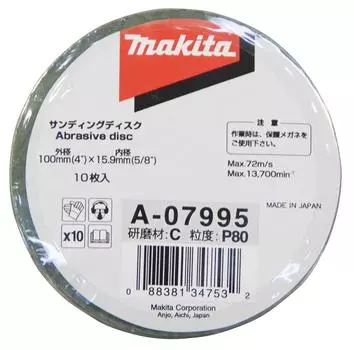 makita
サンディングディスク
Abrasive disc
外径 内径
100mm(4")×15.9mm(5/8")
10枚入
注意
作業時は、保護メガネを
ご使用ください。
Max.72m/s
Max.13,700min⁻¹
MADE IN JAPAN
x10
A-07995
研磨材:C 粒度:P80
0 88381 34753 2
Makita Corporation
Anjo, Aichi, Japan